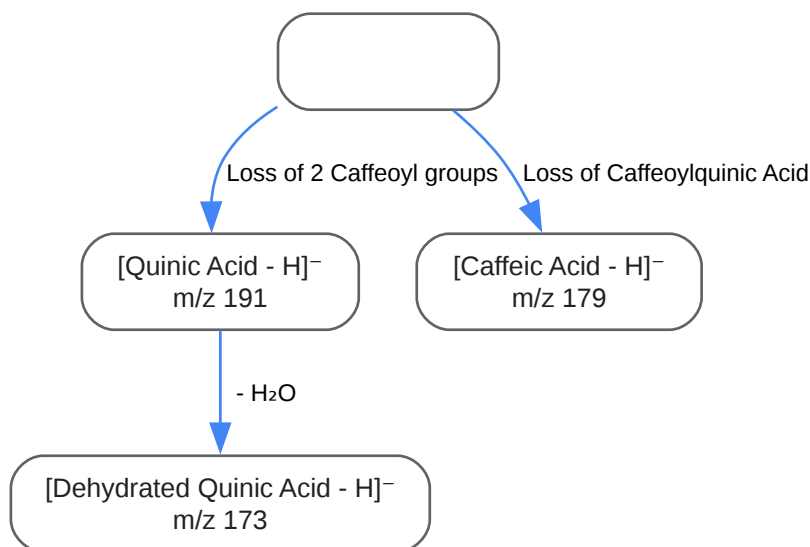 Loss of 2 Caffeoyl groups
Loss of Caffeoylquinic Acid
[Quinic Acid - H]⁻
m/z 191
[Caffeic Acid - H]⁻
m/z 179
- H₂O
[Dehydrated Quinic Acid - H]⁻
m/z 173